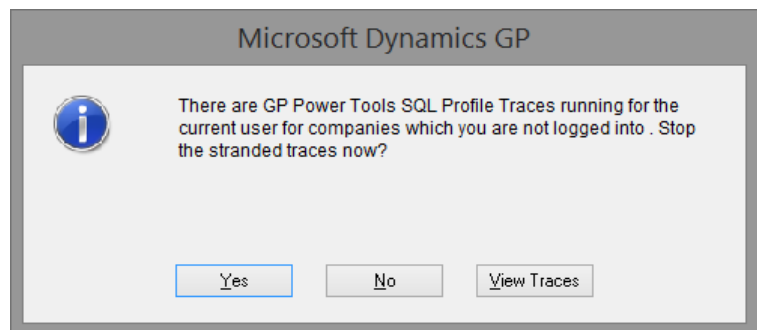 Microsoft Dynamics GP
There are GP Power Tools SQL Profile Traces running for the
current user for companies which you are not logged into . Stop
the stranded traces now?
Yes
No
View Traces